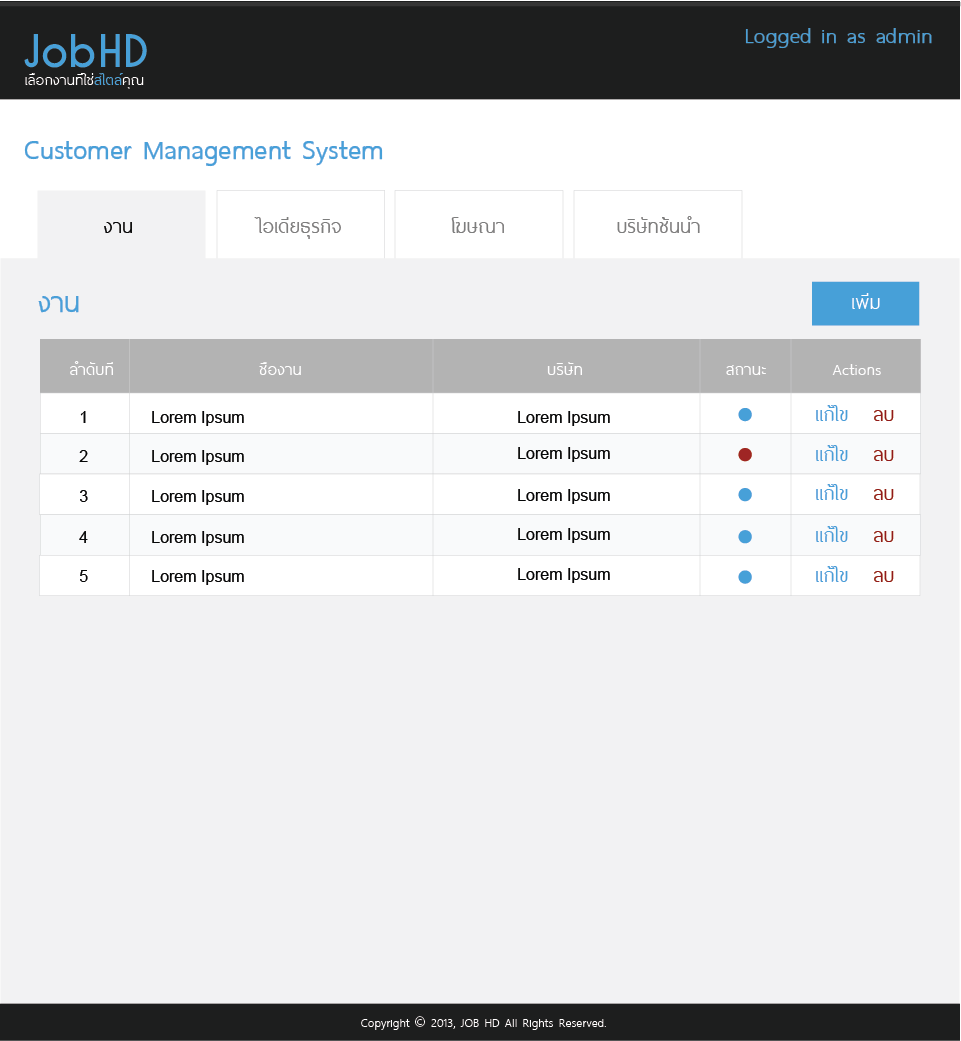 JobHD
เลือกงานที่ใช่สไตล์คุณ
Logged in as admin
Customer Management System
งาน ไอเดียธุรกิจ โฆษณา บริษัทชั้นนำ
งาน
เพิ่ม
ลำดับที่ ชื่องาน บริษัท สถานะ Actions
1 Lorem Ipsum Lorem Ipsum แก้ไข ลบ
2 Lorem Ipsum Lorem Ipsum แก้ไข ลบ
3 Lorem Ipsum Lorem Ipsum แก้ไข ลบ
4 Lorem Ipsum Lorem Ipsum แก้ไข ลบ
5 Lorem Ipsum Lorem Ipsum แก้ไข ลบ
Copyright © 2013, JOB HD All Rights Reserved.